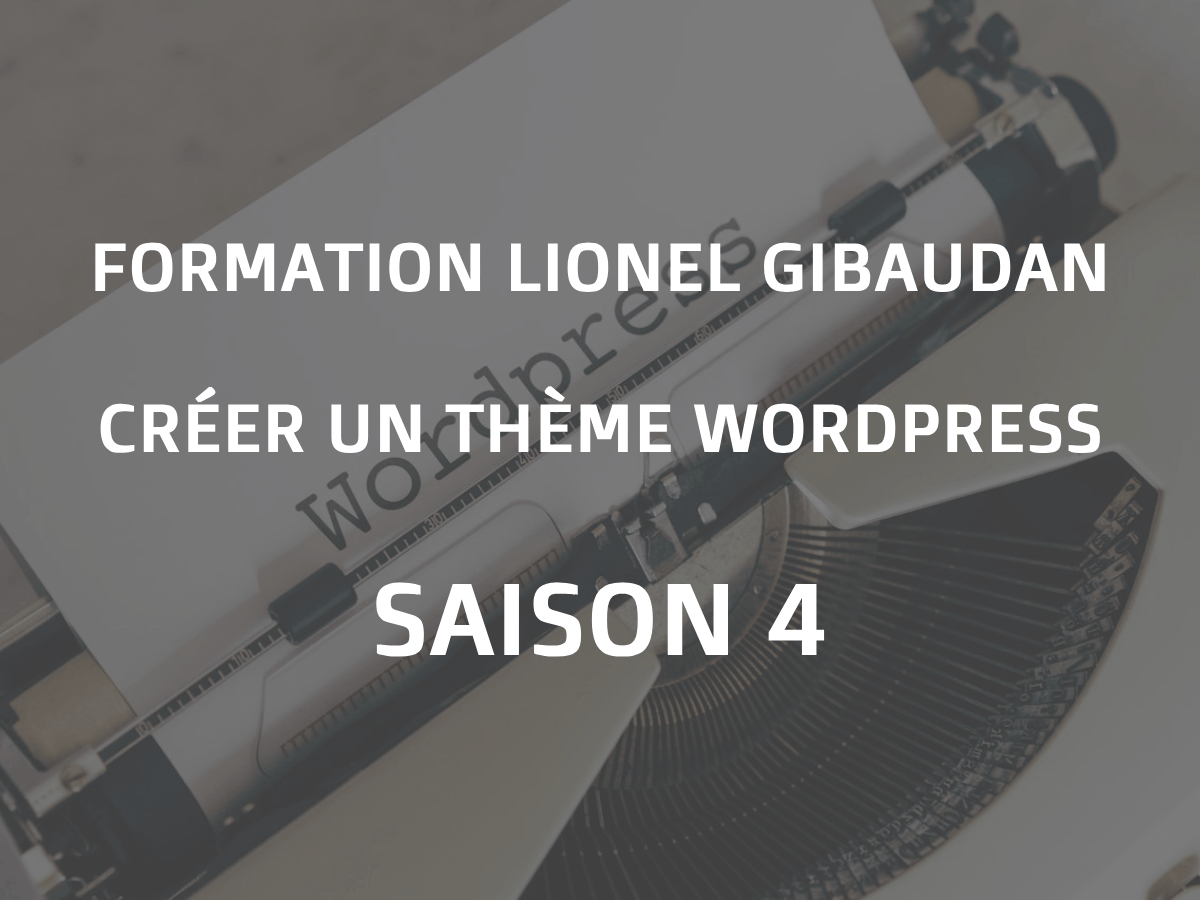 FORMATION LIONEL GIBAUDAN
CRÉER UN THÈME WORDPRESS
SAISON 4
Wordpress